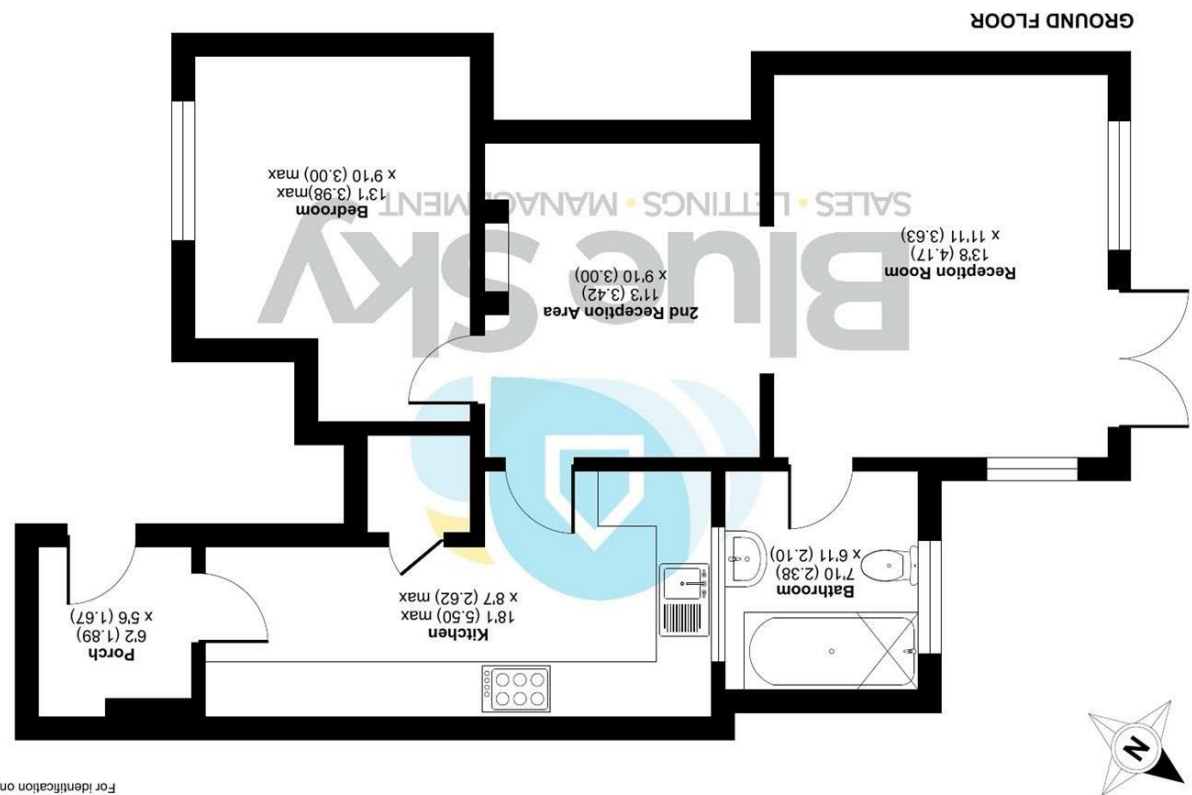 For identification on
N
Porch
6'2 (1.89)
x 5'6 (1.67)
Kitchen
18'1 (5.50) max
x 8'7 (2.62) max
Bathroom
7'10 (2.38)
x 6'11 (2.10)
2nd Reception Area
11'3 (3.42)
x 9'10 (3.00)
Reception Room
13'8 (4.17)
x 11'11 (3.63)
Bedroom
13'1 (3.98)max
x 9'10 (3.00) max
Blue Sky
SALES • LETTINGS • MANAGEMENT
GROUND FLOOR